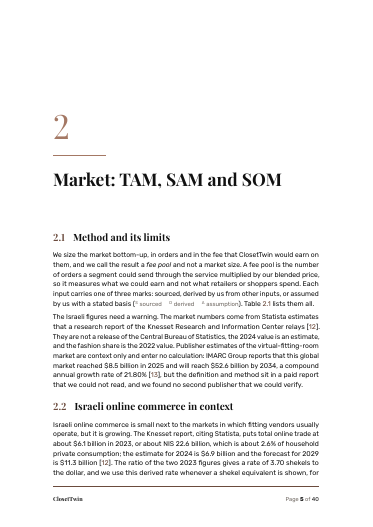 2
Market: TAM, SAM and SOM
2.1 Method and its limits
We size the market bottom-up, in orders and in the fee that ClosetTwin would earn on
them, and we call the result a fee pool and not a market size. A fee pool is the number
of orders a segment could send through the service multiplied by our blended price,
so it measures what we could earn and not what retailers or shoppers spend. Each
input carries one of three marks: sourced, derived by us from other inputs, or assumed
by us with a stated basis (ˢ sourced ᵈ derived ᵃ assumption). Table 2.1 lists them all.
The Israeli figures need a warning. The market numbers come from Statista estimates
that a research report of the Knesset Research and Information Center relays [12].
They are not a release of the Central Bureau of Statistics, the 2024 value is an estimate,
and the fashion share is the 2022 value. Publisher estimates of the virtual-fitting-room
market are context only and enter no calculation: IMARC Group reports that this global
market reached $8.5 billion in 2025 and will reach $52.6 billion by 2034, a compound
annual growth rate of 21.80% [13], but the definition and method sit in a paid report
that we could not read, and we found no second publisher that we could verify.
2.2 Israeli online commerce in context
Israeli online commerce is small next to the markets in which fitting vendors usually
operate, but it is growing. The Knesset report, citing Statista, puts total online trade at
about $6.1 billion in 2023, or about NIS 22.6 billion, which is about 2.6% of household
private consumption; the estimate for 2024 is $6.9 billion and the forecast for 2029
is $11.3 billion [12]. The ratio of the two 2023 figures gives a rate of 3.70 shekels to
the dollar, and we use this derived rate whenever a shekel equivalent is shown, for
ClosetTwin
Page 5 of 40